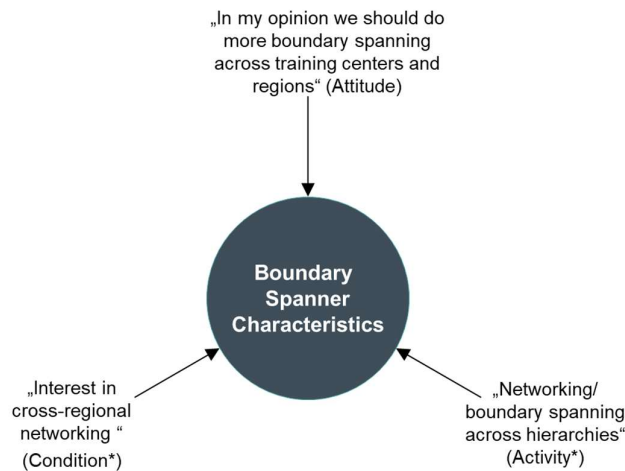 „In my opinion we should do
more boundary spanning
across training centers and
regions“ (Attitude)
Boundary
Spanner
Characteristics
„Interest in
cross-regional
networking “
(Condition*)
„Networking/
boundary spanning
across hierarchies“
(Activity*)